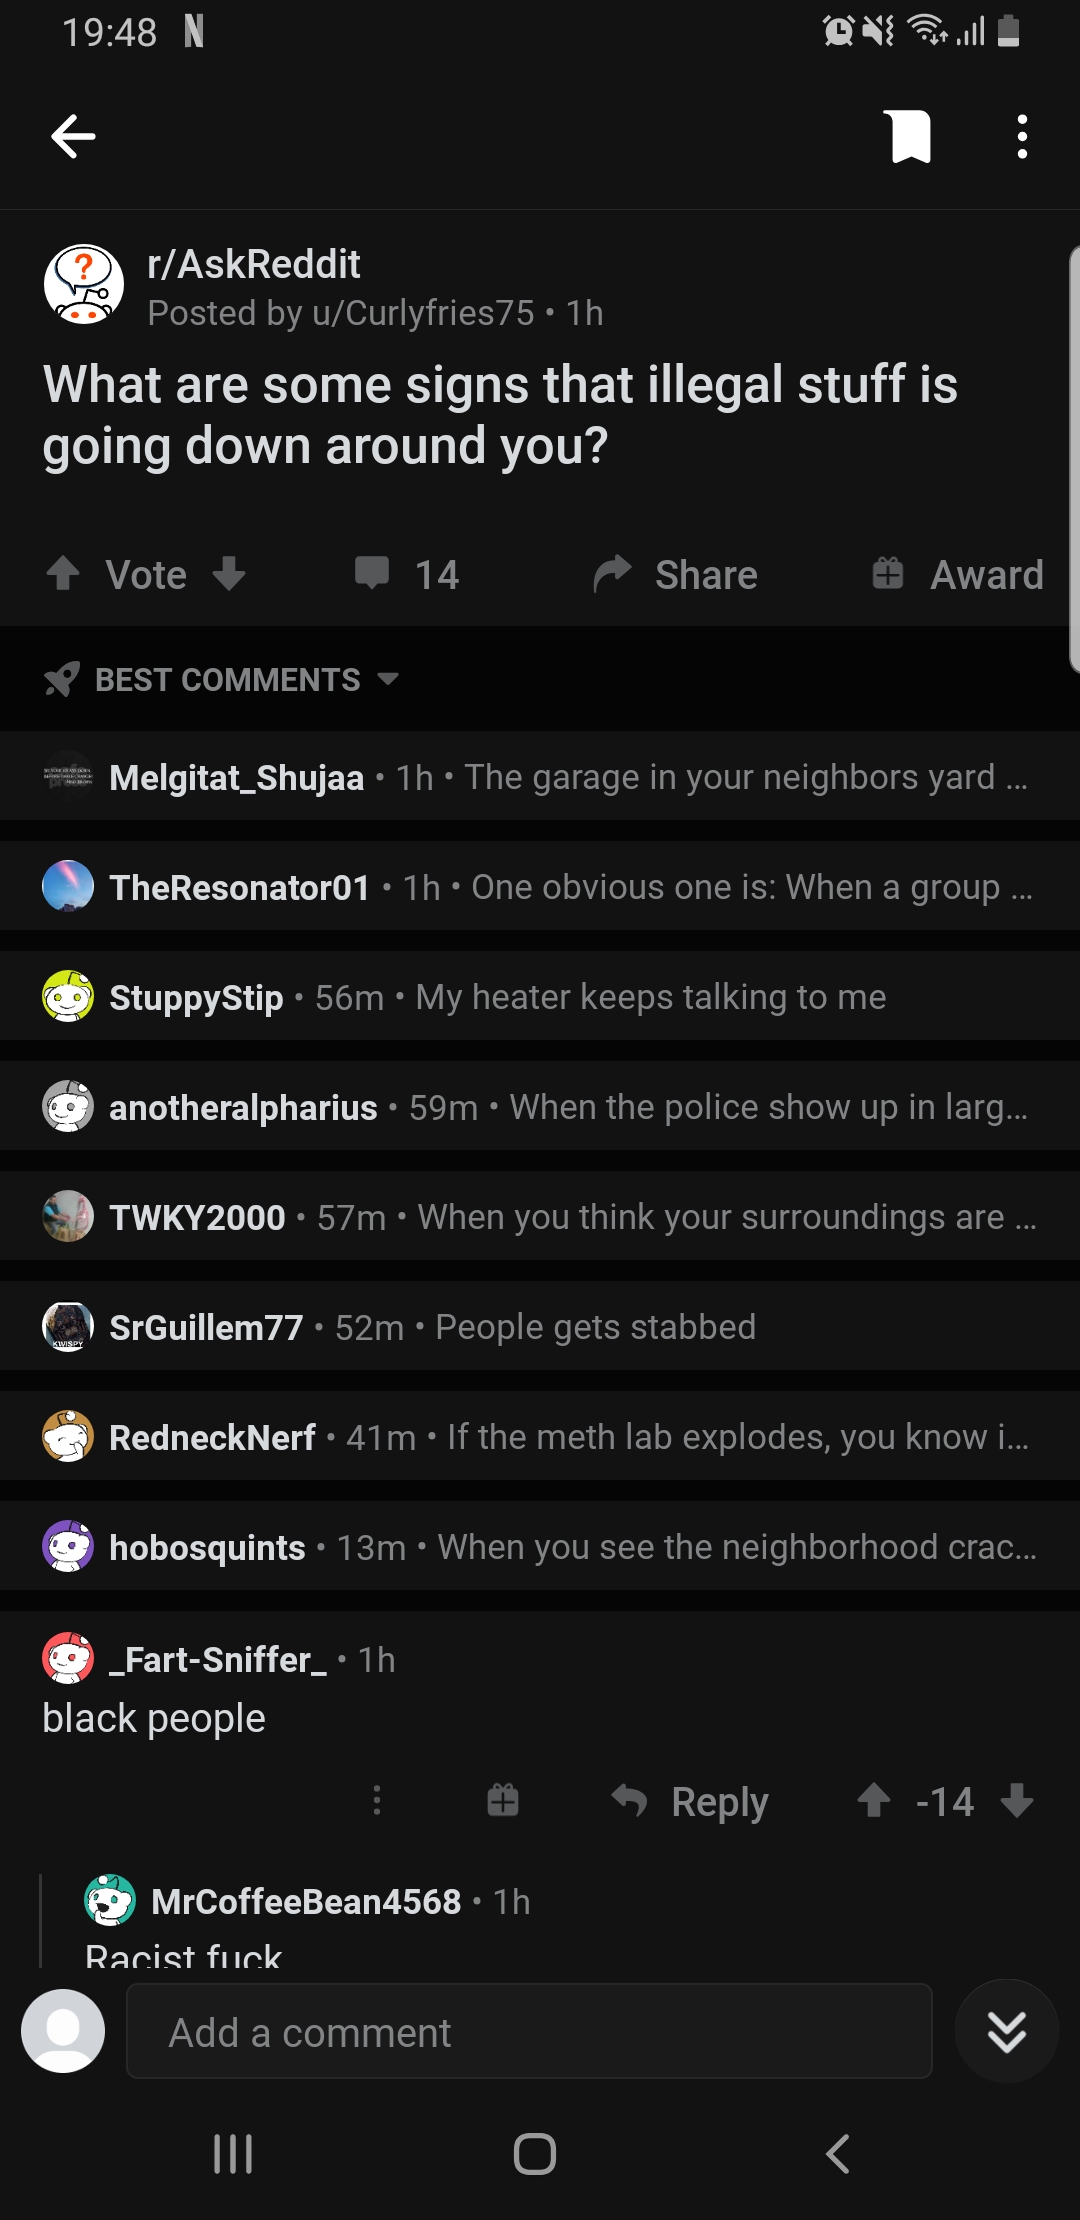 19:48 N
r/AskReddit
Posted by u/Curlyfries75 • 1h
What are some signs that illegal stuff is
going down around you?
Vote 14 Share Award
BEST COMMENTS
Melgitat_Shujaa • 1h • The garage in your neighbors yard ...
TheResonator01 • 1h • One obvious one is: When a group ...
StuppyStip • 56m • My heater keeps talking to me
anotheralpharius • 59m • When the police show up in larg...
TWKY2000 • 57m • When you think your surroundings are ...
SrGuillem77 • 52m • People gets stabbed
RedneckNerf • 41m • If the meth lab explodes, you know i...
hobosquints • 13m • When you see the neighborhood crac...
_Fart-Sniffer_ • 1h
black people
Reply -14
MrCoffeeBean4568 • 1h
Racist fuck
Add a comment